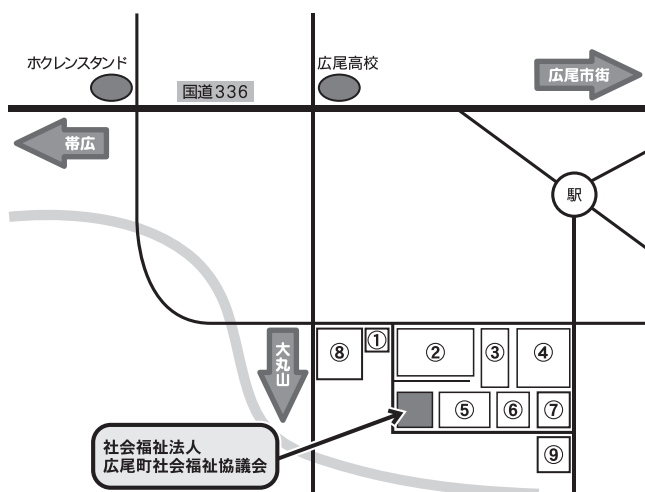 ホクレンスタンド
広尾高校
広尾市街
国道336
帯広
駅
大丸山
①
②
③
④
⑧
⑤
⑥
⑦
⑨
社会福祉法人
広尾町社会福祉協議会